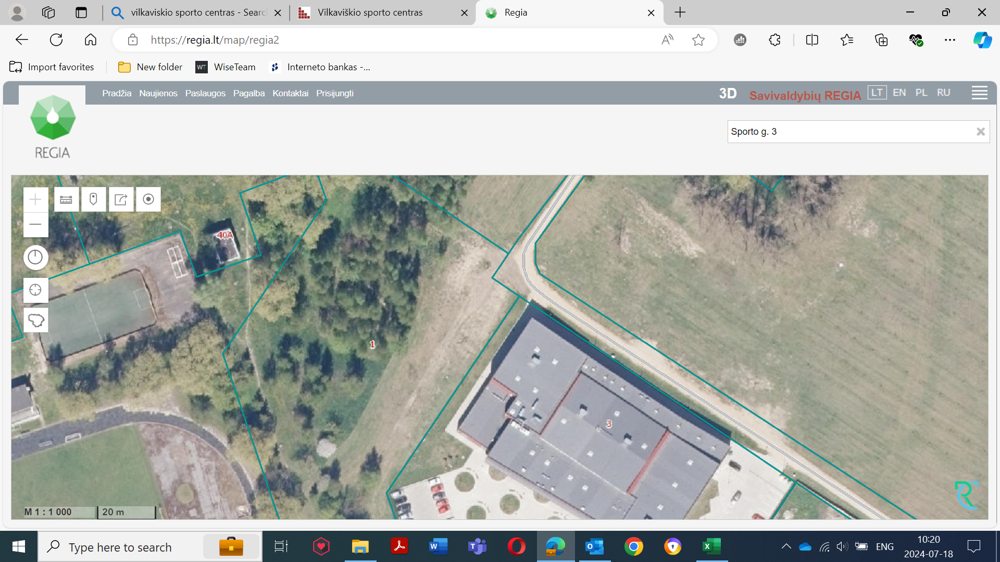 vilkaviskio sporto centras - Searc
Vilkaviškio sporto centras
Regia
https://regia.lt/map/regia2
Import favorites
New folder
WiseTeam
Interneto bankas -...
Pradžia Naujienos Paslaugos Pagalba Kontaktai Prisijungti
3D Savivaldybių REGIA LT EN PL RU
REGIA
Sporto g. 3
40A
1
3
M 1 : 1 000
20 m
Type here to search
ENG
10:20
2024-07-18